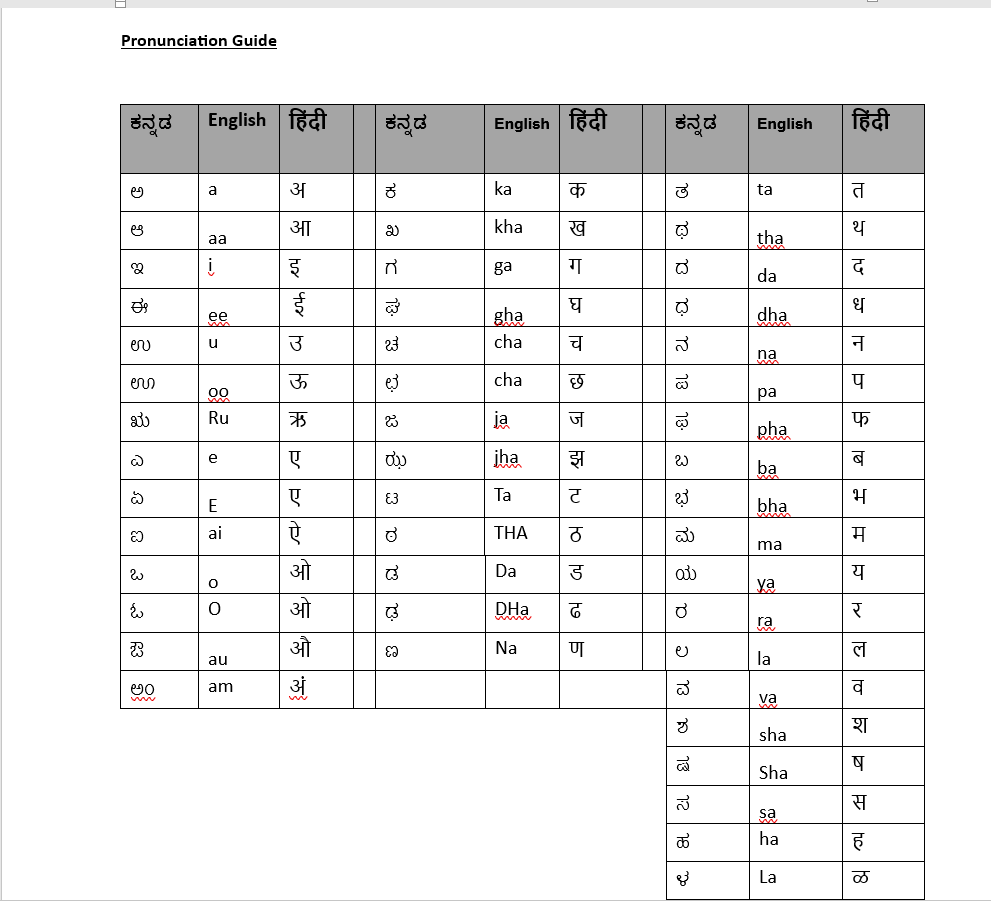 Pronunciation Guide
ಕನ್ನಡ English हिंदी ಕನ್ನಡ English हिंदी ಕನ್ನಡ English हिंदी
ಅ a अ ಕ ka क ತ ta त
ಆ aa आ ಖ kha ख ಥ tha थ
ಇ i इ ಗ ga ग ದ da द
ಈ ee ई ಘ gha घ ಧ dha ध
ಉ u उ ಚ cha च ನ na न
ಊ oo ऊ ಛ cha छ ಪ pa प
ಋ Ru ऋ ಜ ja ज ಫ pha फ
ಎ e ए ಝ jha झ ಬ ba ब
ಏ E ए ಟ Ta ट ಭ bha भ
ಐ ai ऐ ಠ THA ठ ಮ ma म
ಒ o ओ ಡ Da ड ಯ ya य
ಓ O ओ ಢ DHa ढ ರ ra र
ಔ au औ ಣ Na ण ಲ la ल
ಅಂ am अं ವ va व
ಶ sha श
ಷ Sha ष
ಸ sa स
ಹ ha ह
ಳ La ळ